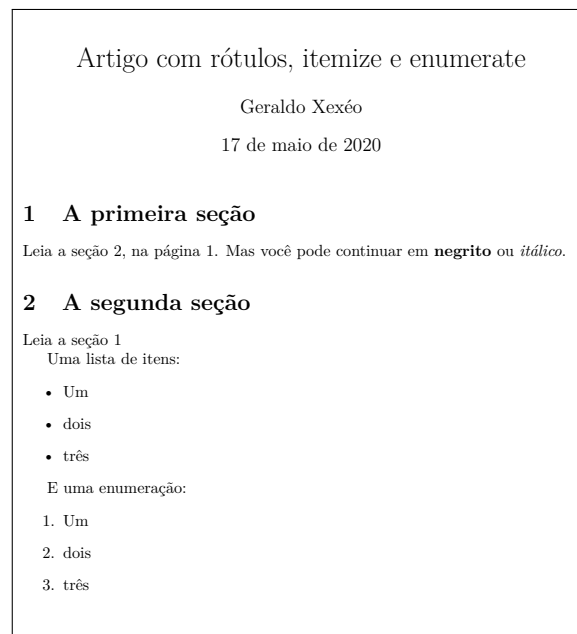 Artigo com rótulos, itemize e enumerate
Geraldo Xexéo
17 de maio de 2020
1 A primeira seção
Leia a seção 2, na página 1. Mas você pode continuar em negrito ou itálico.
2 A segunda seção
Leia a seção 1
Uma lista de itens:
• Um
• dois
• três
E uma enumeração:
1. Um
2. dois
3. três